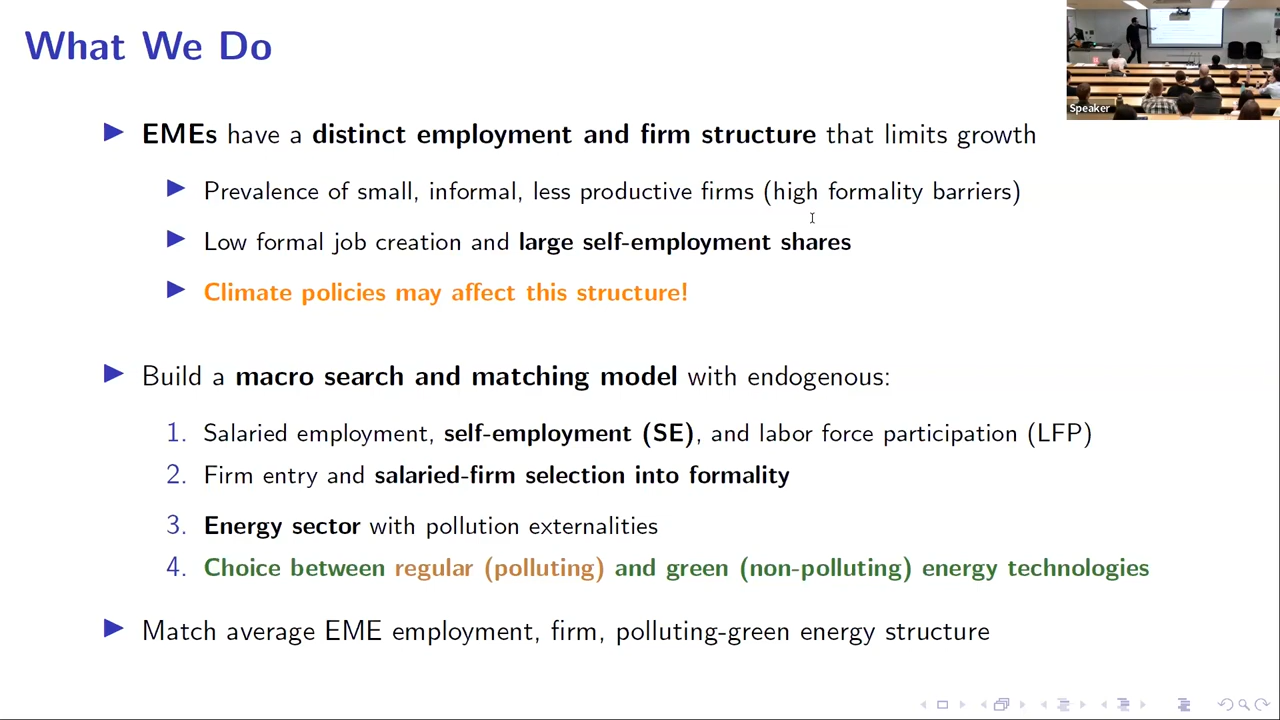 What We Do
Speaker
EMEs have a distinct employment and firm structure that limits growth
Prevalence of small, informal, less productive firms (high formality barriers)
Low formal job creation and large self-employment shares
Climate policies may affect this structure!
Build a macro search and matching model with endogenous:
1. Salaried employment, self-employment (SE), and labor force participation (LFP)
2. Firm entry and salaried-firm selection into formality
3. Energy sector with pollution externalities
4. Choice between regular (polluting) and green (non-polluting) energy technologies
Match average EME employment, firm, polluting-green energy structure